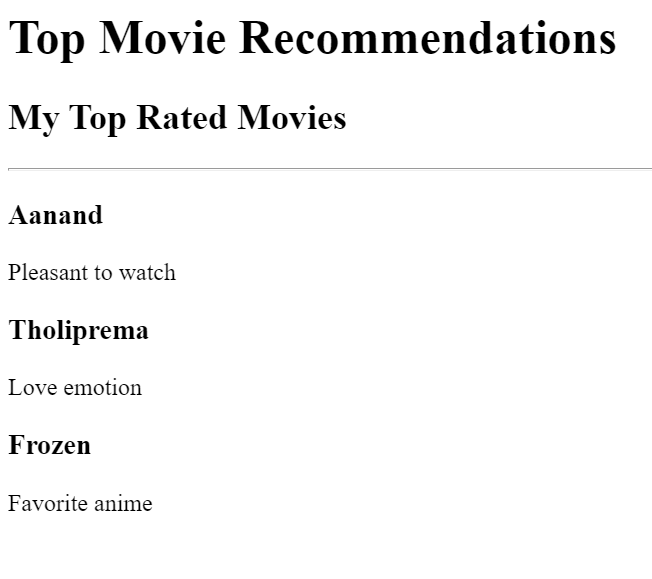 Top Movie Recommendations
My Top Rated Movies
Aanand
Pleasant to watch
Tholiprema
Love emotion
Frozen
Favorite anime